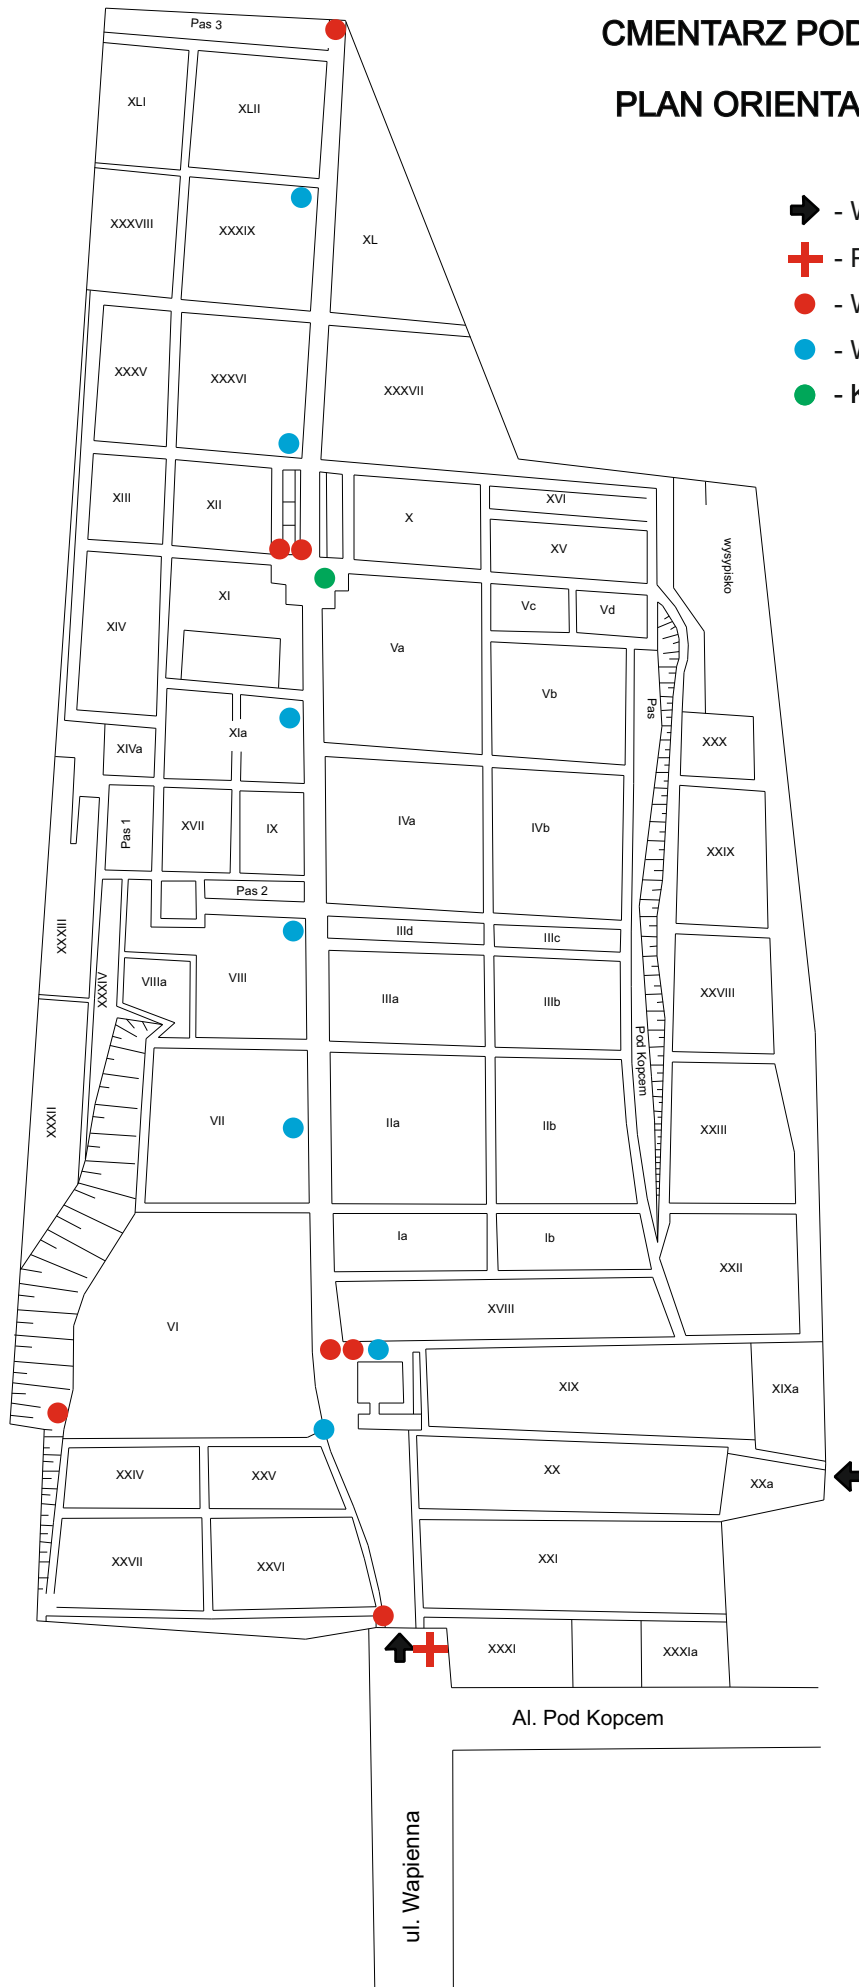 CMENTARZ POD
PLAN ORIENTA
- W
- P
- W
- W
- K
Pas 3
XLI
XLII
XXXVIII
XXXIX
XL
XXXV
XXXVI
XXXVII
XIII
XII
X
XVI
XV
wysypisko
XIV
XI
Va
Vc
Vd
Vb
Pas
XIVa
XIa
XXX
Pas 1
XVII
IX
IVa
IVb
XXIX
Pas 2
XXXIII
XXXIV
VIIIa
VIII
IIId
IIIc
IIIa
IIIb
XXVIII
Pod Kopcem
XXXII
VII
IIa
IIb
XXIII
Ia
Ib
XXII
VI
XVIII
XIX
XIXa
XXIV
XXV
XX
XXa
XXVII
XXVI
XXI
XXXI
XXXIa
Al. Pod Kopcem
ul. Wapienna